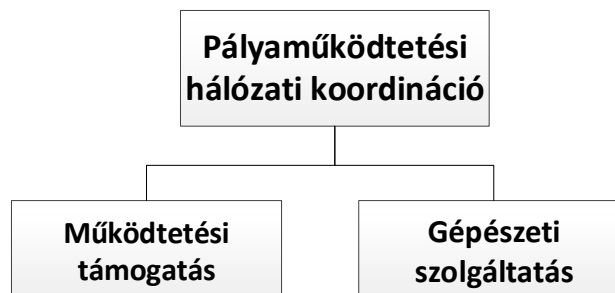 Pályaműködtetési
hálózati koordináció
Működtetési
támogatás
Gépészeti
szolgáltatás